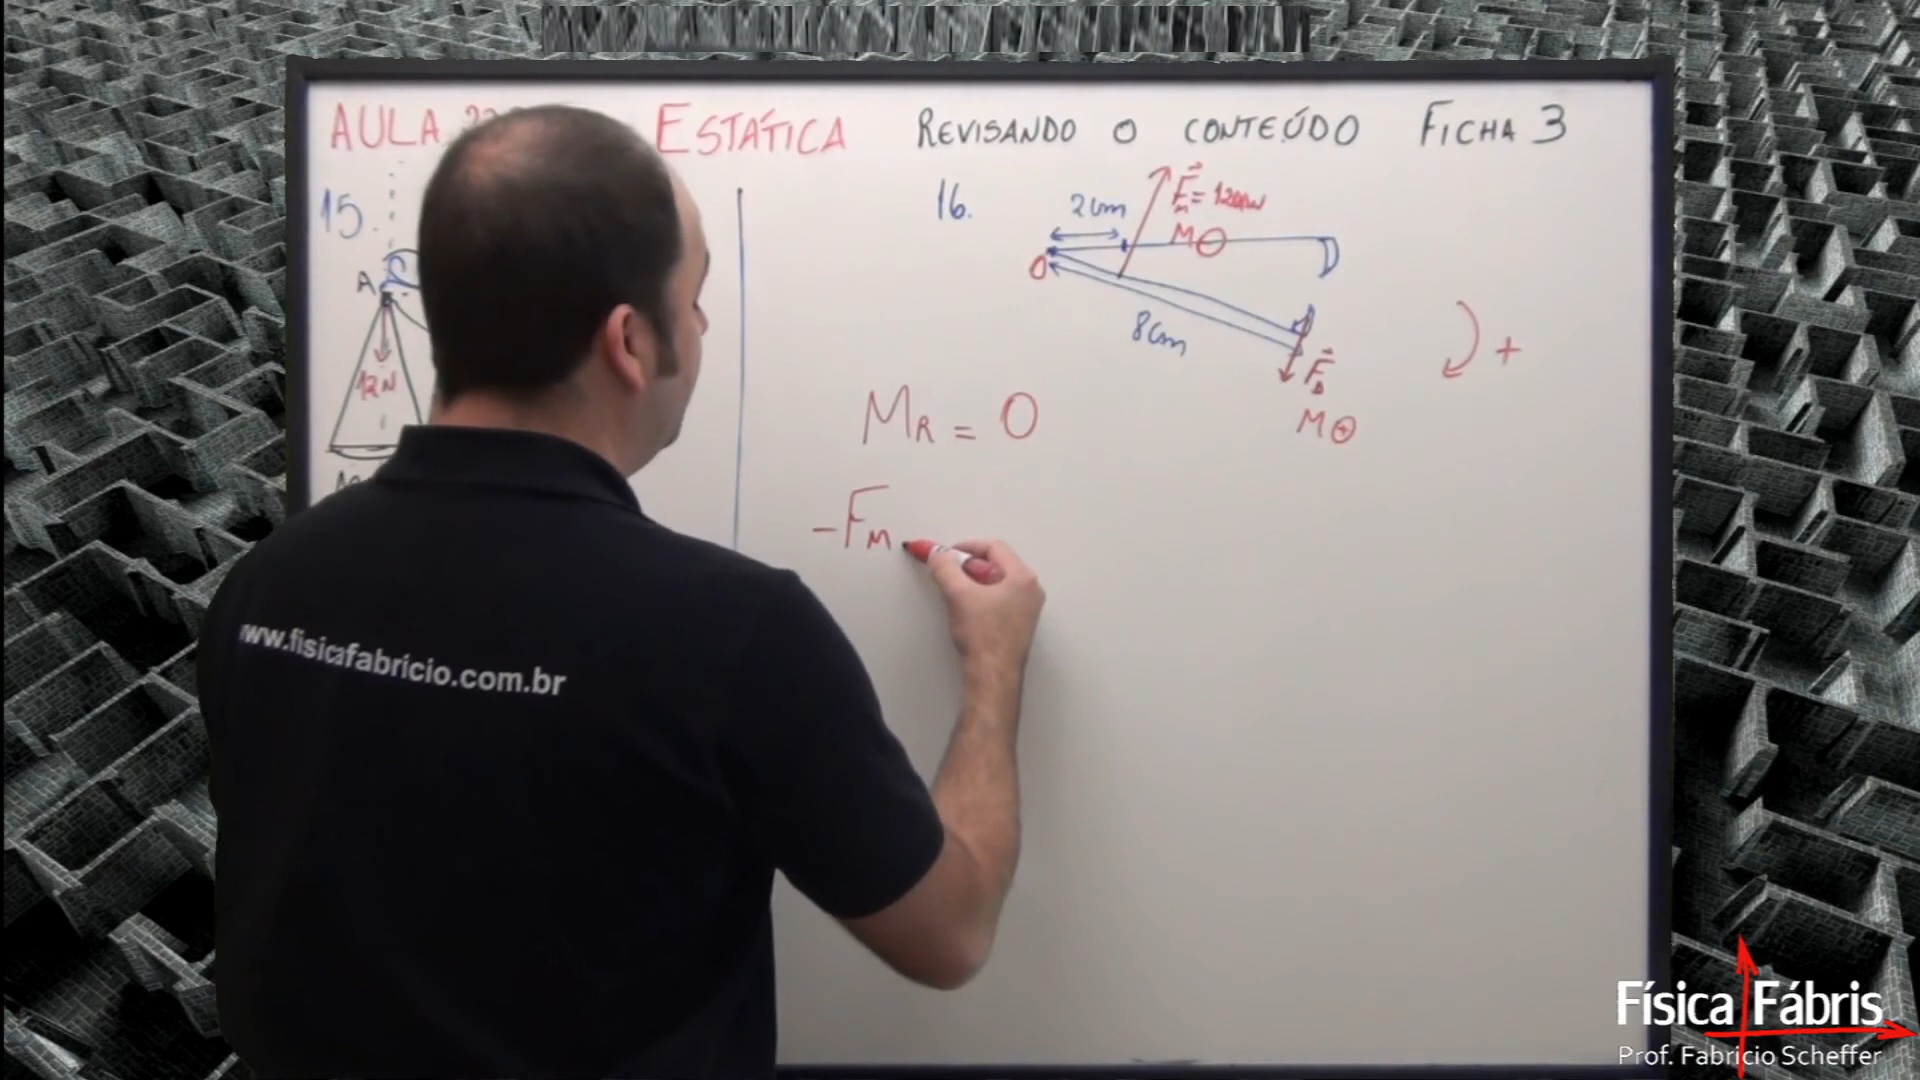 AULA
ESTÁTICA REVISANDO O CONTEÚDO FICHA 3
15.
A
12N
16.
2cm
F
M = 1200N
M⊖
O
8cm
F
M⊕
+
MR = 0
-FM
www.fisicafabricio.com.br
Física Fábris
Prof. Fabricio Scheffer